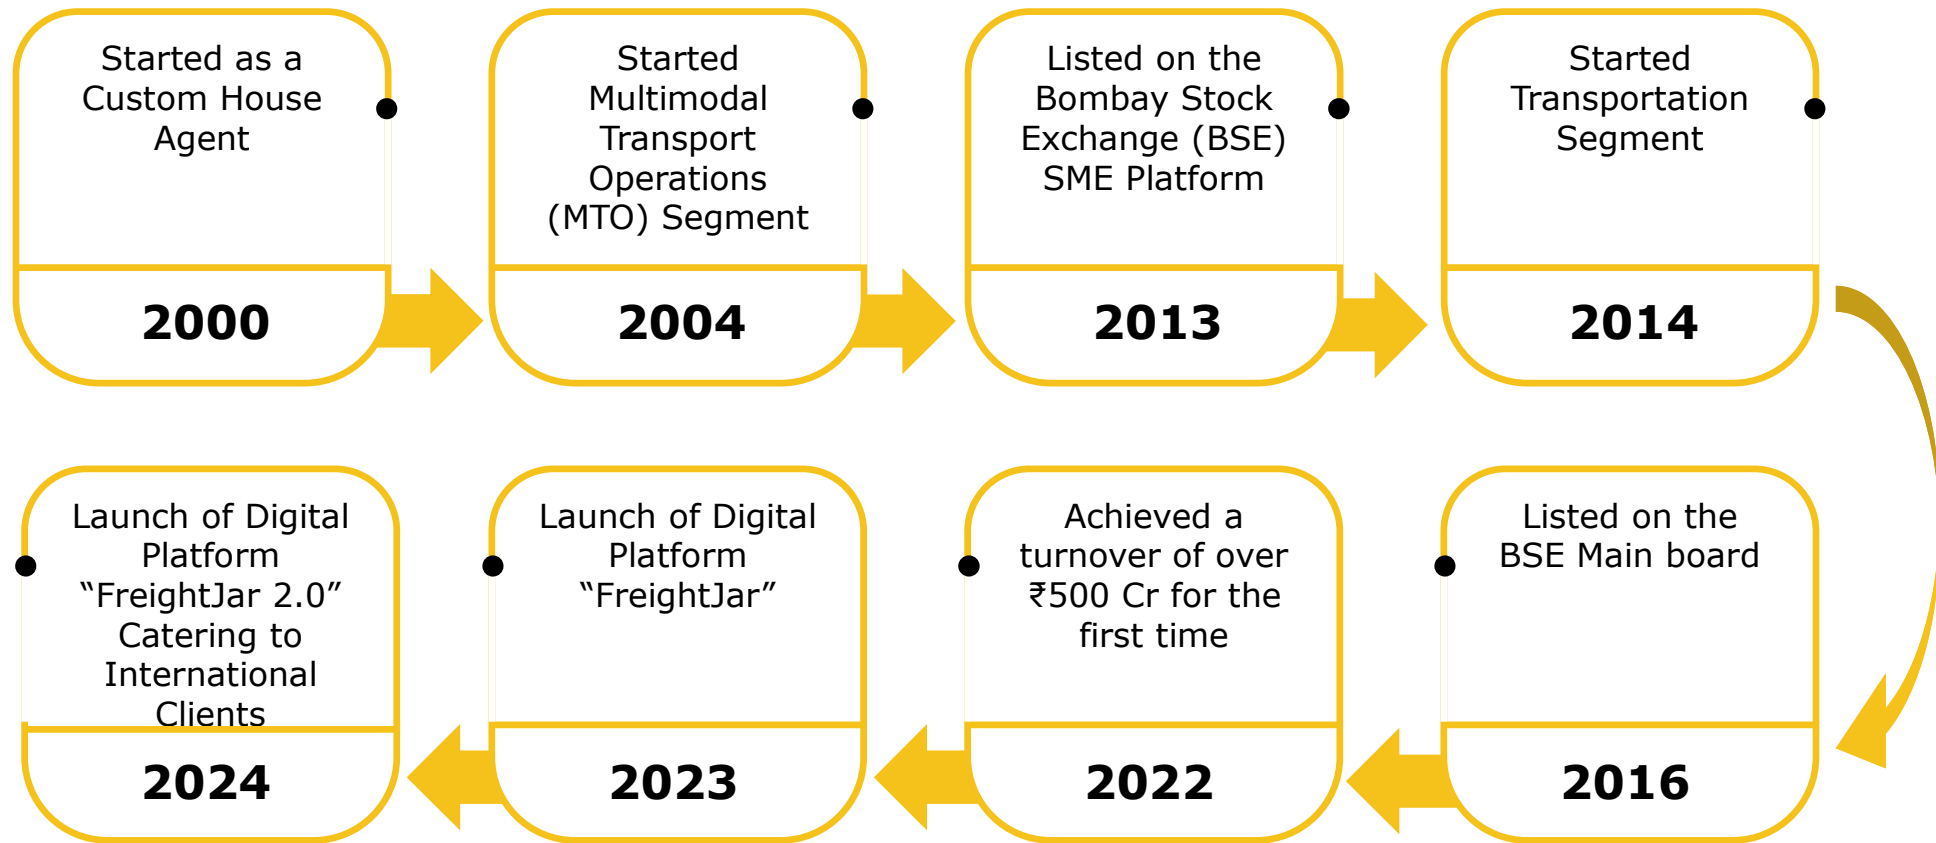 Started as a
Custom House
Agent
2000
Started
Multimodal
Transport
Operations
(MTO) Segment
2004
Listed on the
Bombay Stock
Exchange (BSE)
SME Platform
2013
Started
Transportation
Segment
2014
Listed on the
BSE Main board
2016
Achieved a
turnover of over
₹500 Cr for the
first time
2022
Launch of Digital
Platform
“FreightJar”
2023
Launch of Digital
Platform
“FreightJar 2.0”
Catering to
International
Clients
2024